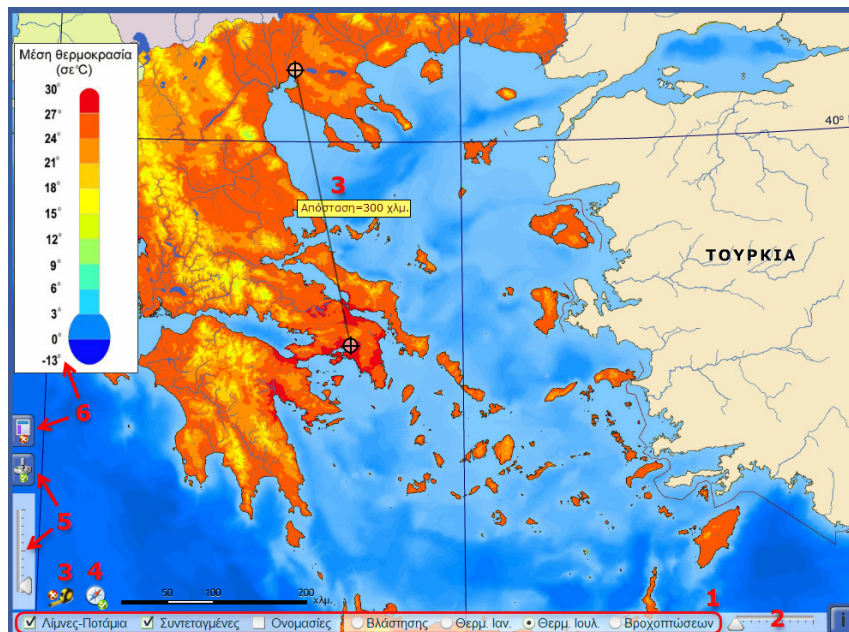 Μέση θερμοκρασία
(σε °C)
30°
27°
24°
21°
18°
15°
12°
9°
6°
3°
0°
-13°
40°
3
Απόσταση=300 χλμ.
ΤΟΥΡΚΙΑ
6
5
3
4
50
100
200
χλμ.
1
2
Λίμνες-Ποτάμια
Συντεταγμένες
Ονομασίες
Βλάστησης
Θερμ. Ιαν.
Θερμ. Ιουλ.
Βροχοπτώσεων
i